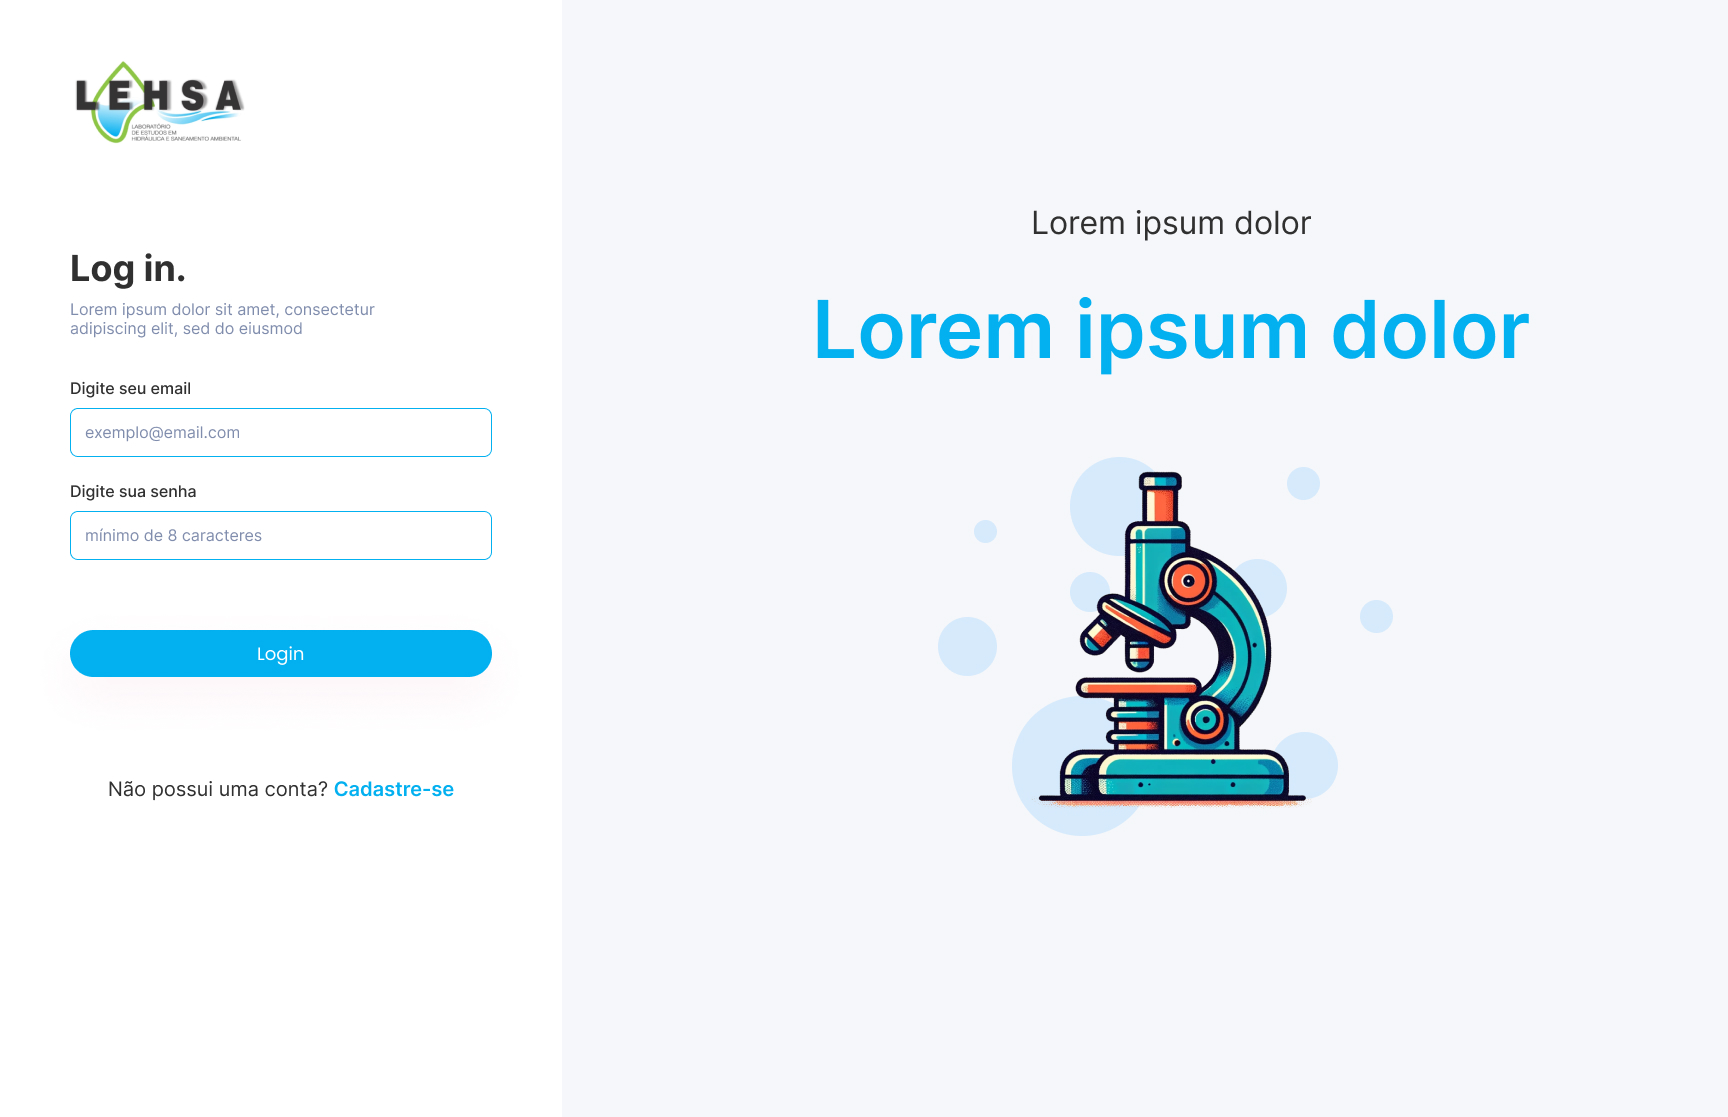 LEHSA
LABORATÓRIO
DE ESTUDOS EM
HIDRÁULICA E SANEAMENTO AMBIENTAL
Log in.
Lorem ipsum dolor sit amet, consectetur
adipiscing elit, sed do eiusmod
Digite seu email
exemplo@email.com
Digite sua senha
mínimo de 8 caracteres
Login
Não possui uma conta? Cadastre-se
Lorem ipsum dolor
Lorem ipsum dolor